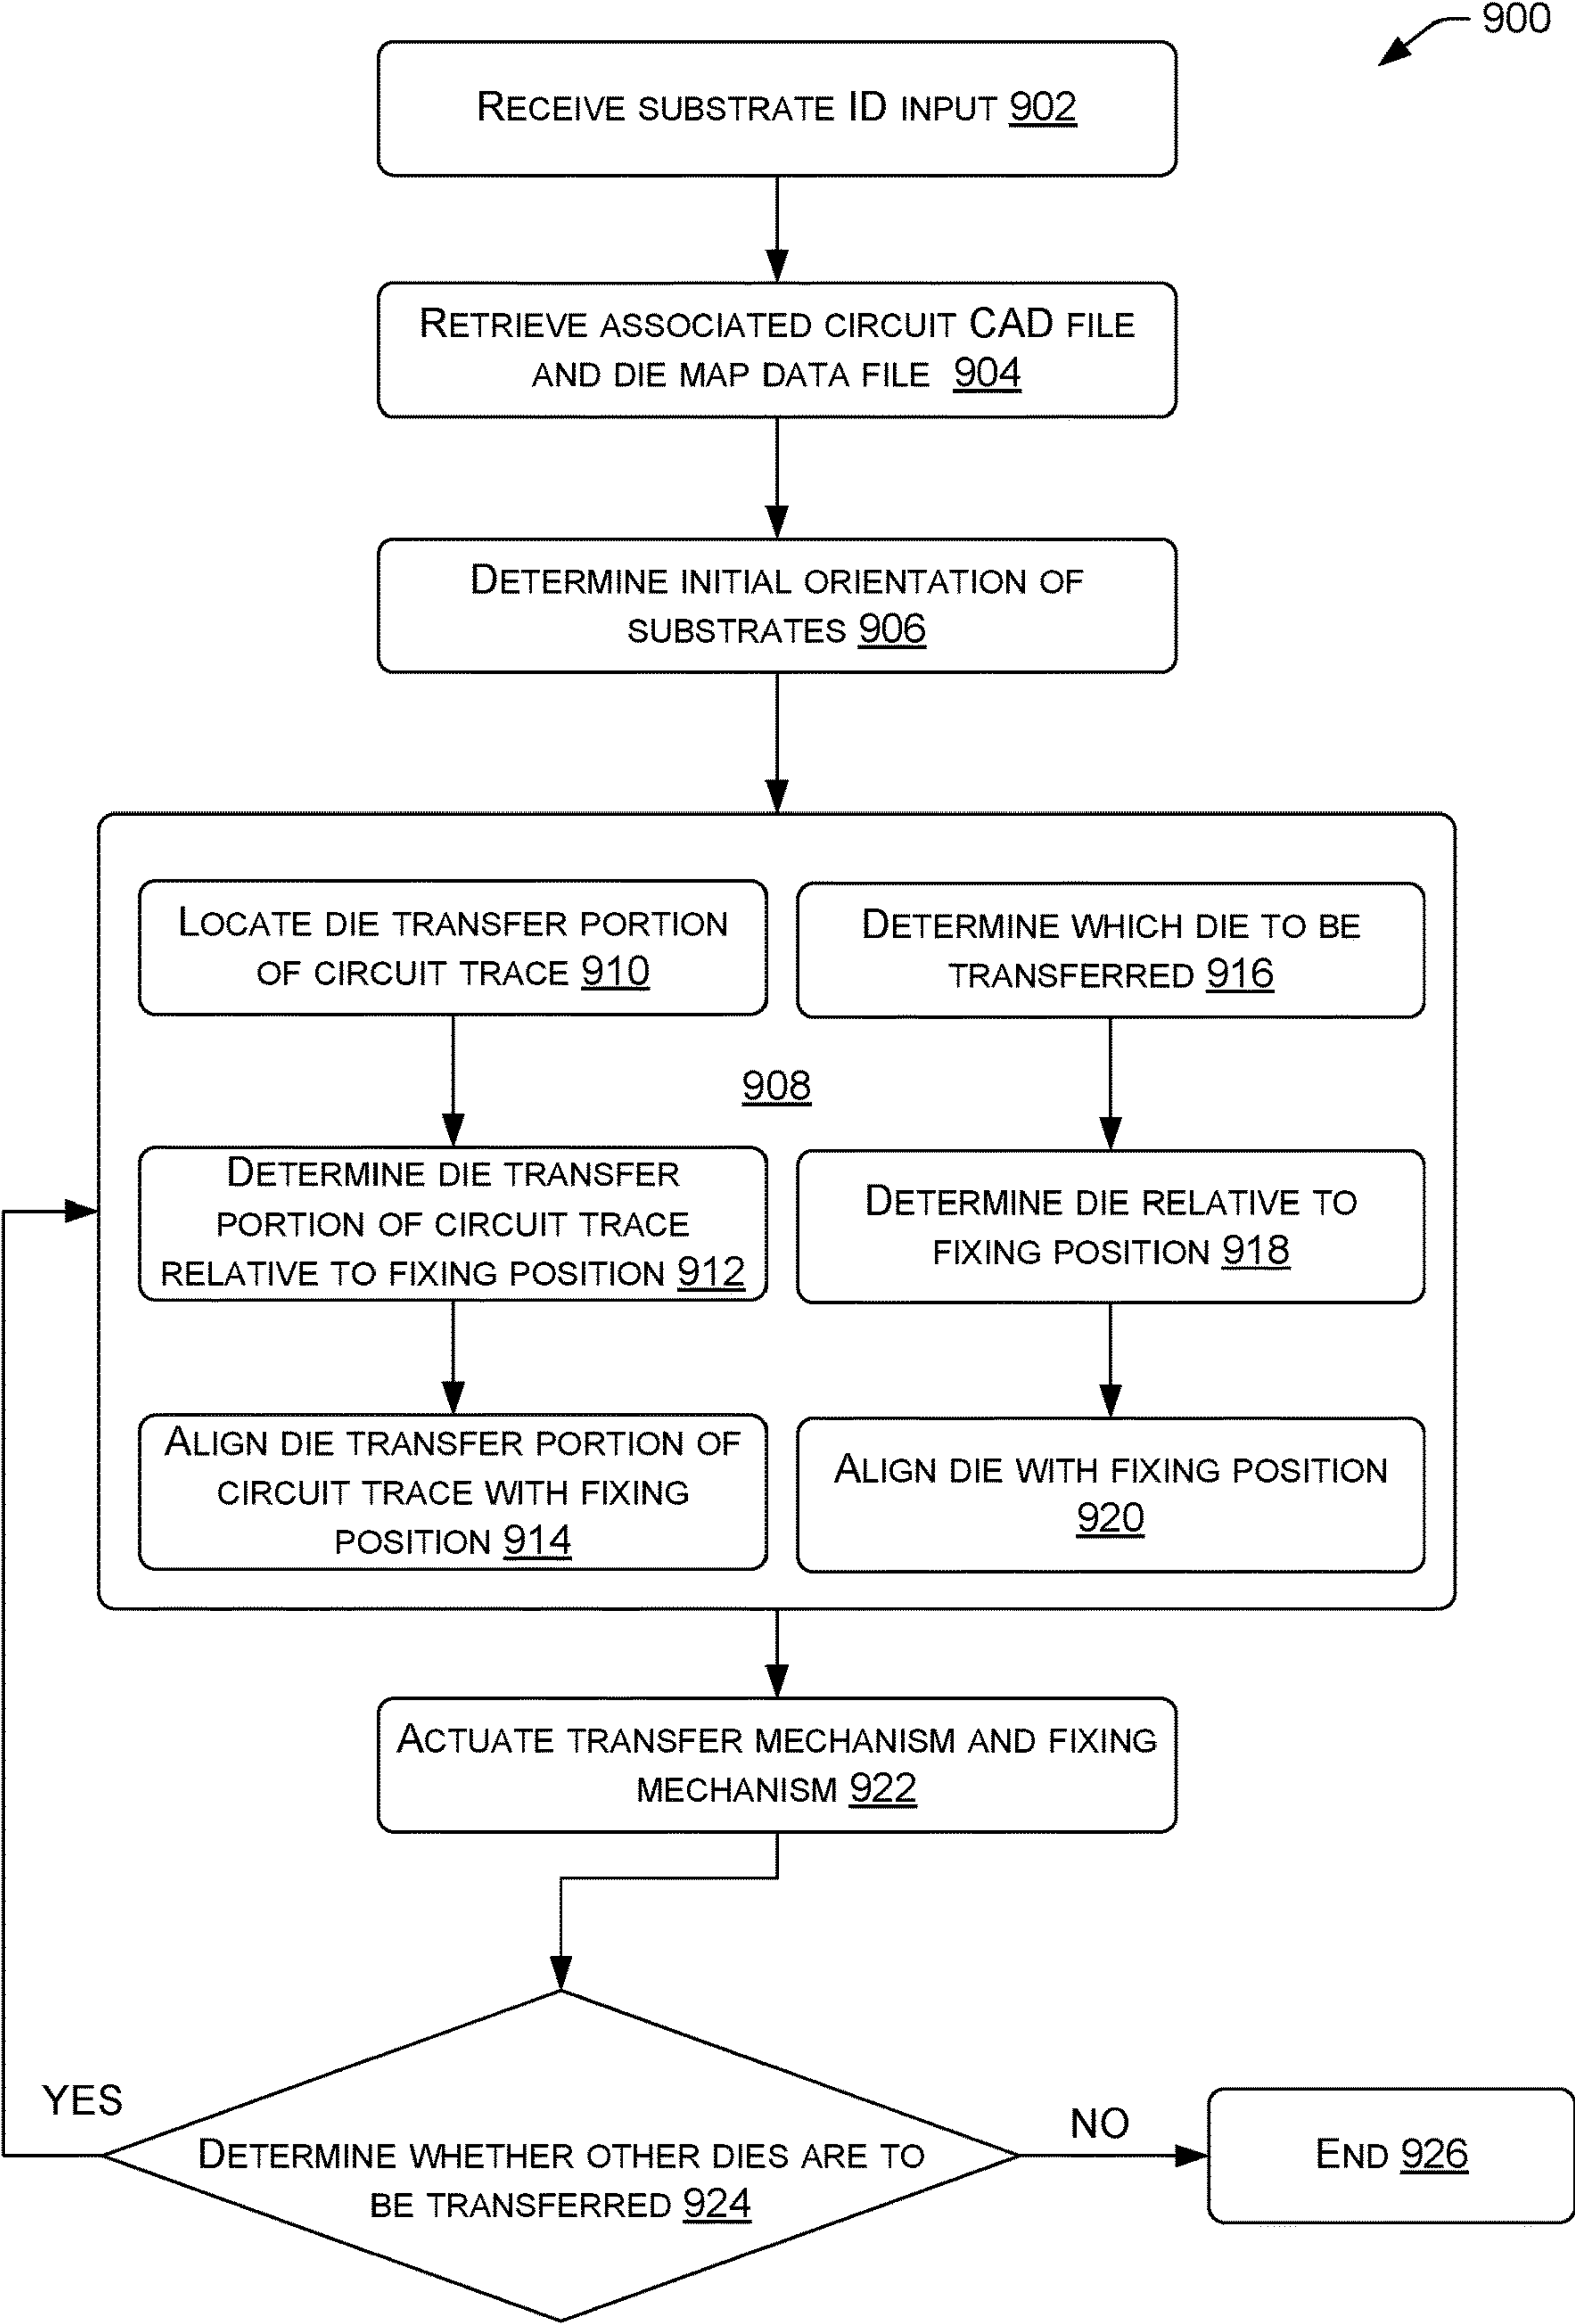 900
RECEIVE SUBSTRATE ID INPUT 902
RETRIEVE ASSOCIATED CIRCUIT CAD FILE
AND DIE MAP DATA FILE 904
DETERMINE INITIAL ORIENTATION OF
SUBSTRATES 906
LOCATE DIE TRANSFER PORTION
OF CIRCUIT TRACE 910
DETERMINE WHICH DIE TO BE
TRANSFERRED 916
908
DETERMINE DIE TRANSFER
PORTION OF CIRCUIT TRACE
RELATIVE TO FIXING POSITION 912
DETERMINE DIE RELATIVE TO
FIXING POSITION 918
ALIGN DIE TRANSFER PORTION OF
CIRCUIT TRACE WITH FIXING
POSITION 914
ALIGN DIE WITH FIXING POSITION
920
ACTUATE TRANSFER MECHANISM AND FIXING
MECHANISM 922
YES
DETERMINE WHETHER OTHER DIES ARE TO
BE TRANSFERRED 924
NO
END 926